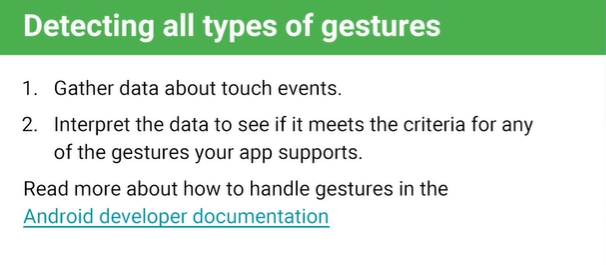 Detecting all types of gestures
1. Gather data about touch events.
2. Interpret the data to see if it meets the criteria for any
of the gestures your app supports.
Read more about how to handle gestures in the
Android developer documentation